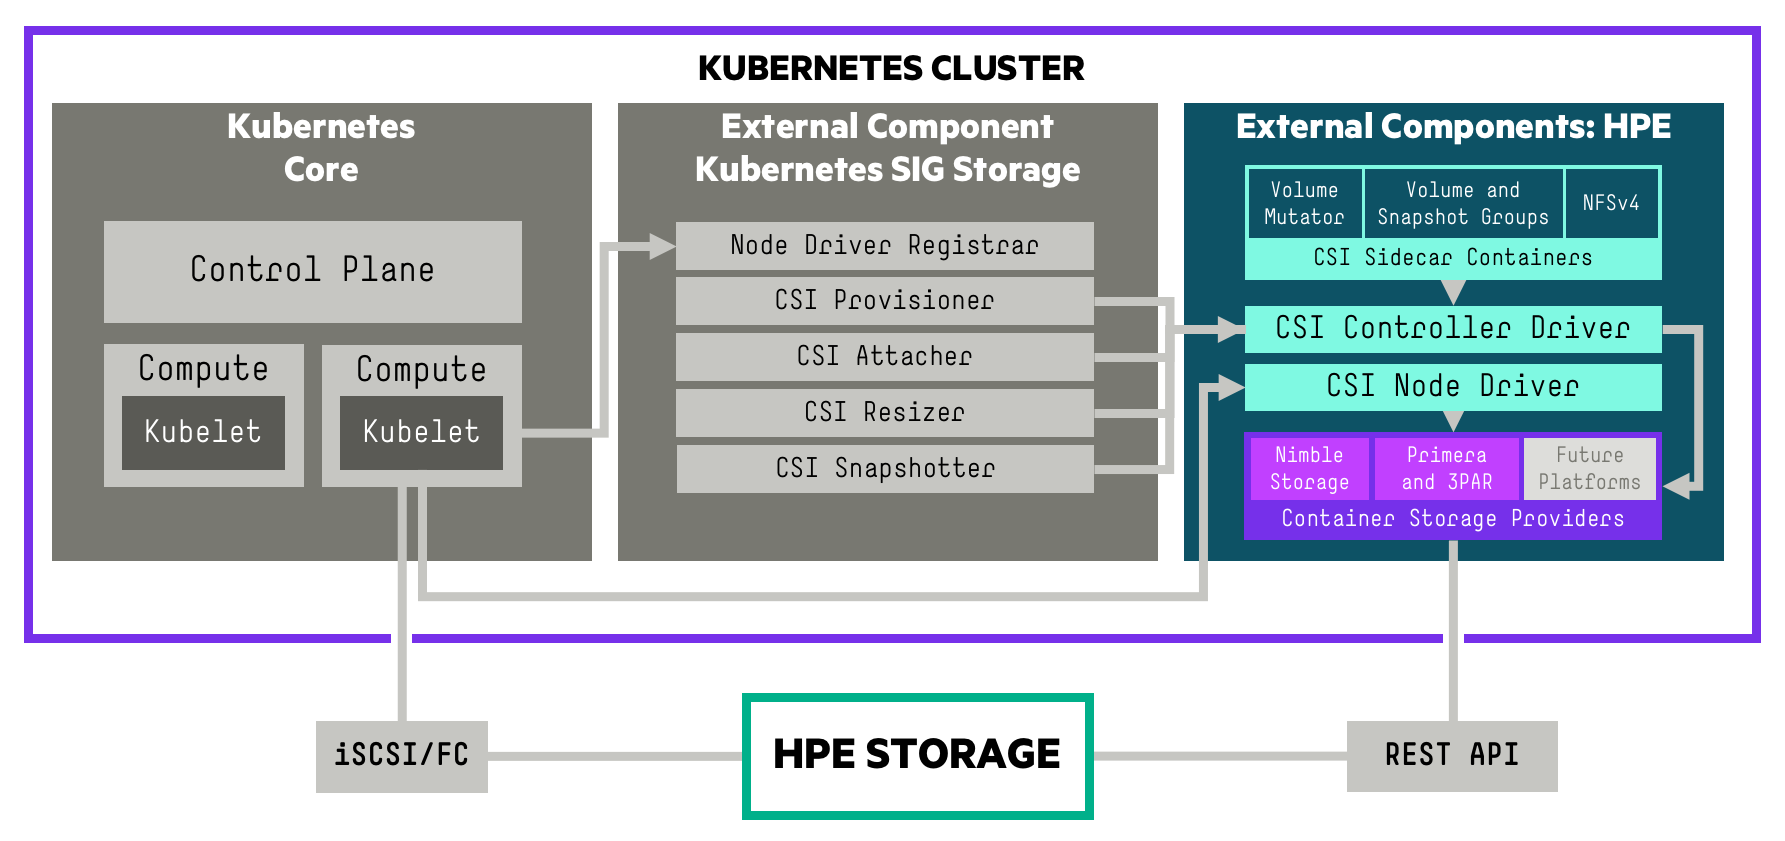 KUBERNETES CLUSTER
Kubernetes
Core
Control Plane
Compute
Kubelet
Compute
Kubelet
External Component
Kubernetes SIG Storage
Node Driver Registrar
CSI Provisioner
CSI Attacher
CSI Resizer
CSI Snapshotter
External Components: HPE
Volume
Mutator
Volume and
Snapshot Groups
NFSv4
CSI Sidecar Containers
CSI Controller Driver
CSI Node Driver
Nimble
Storage
Primera
and 3PAR
Future
Platforms
Container Storage Providers
iSCSI/FC
HPE STORAGE
REST API